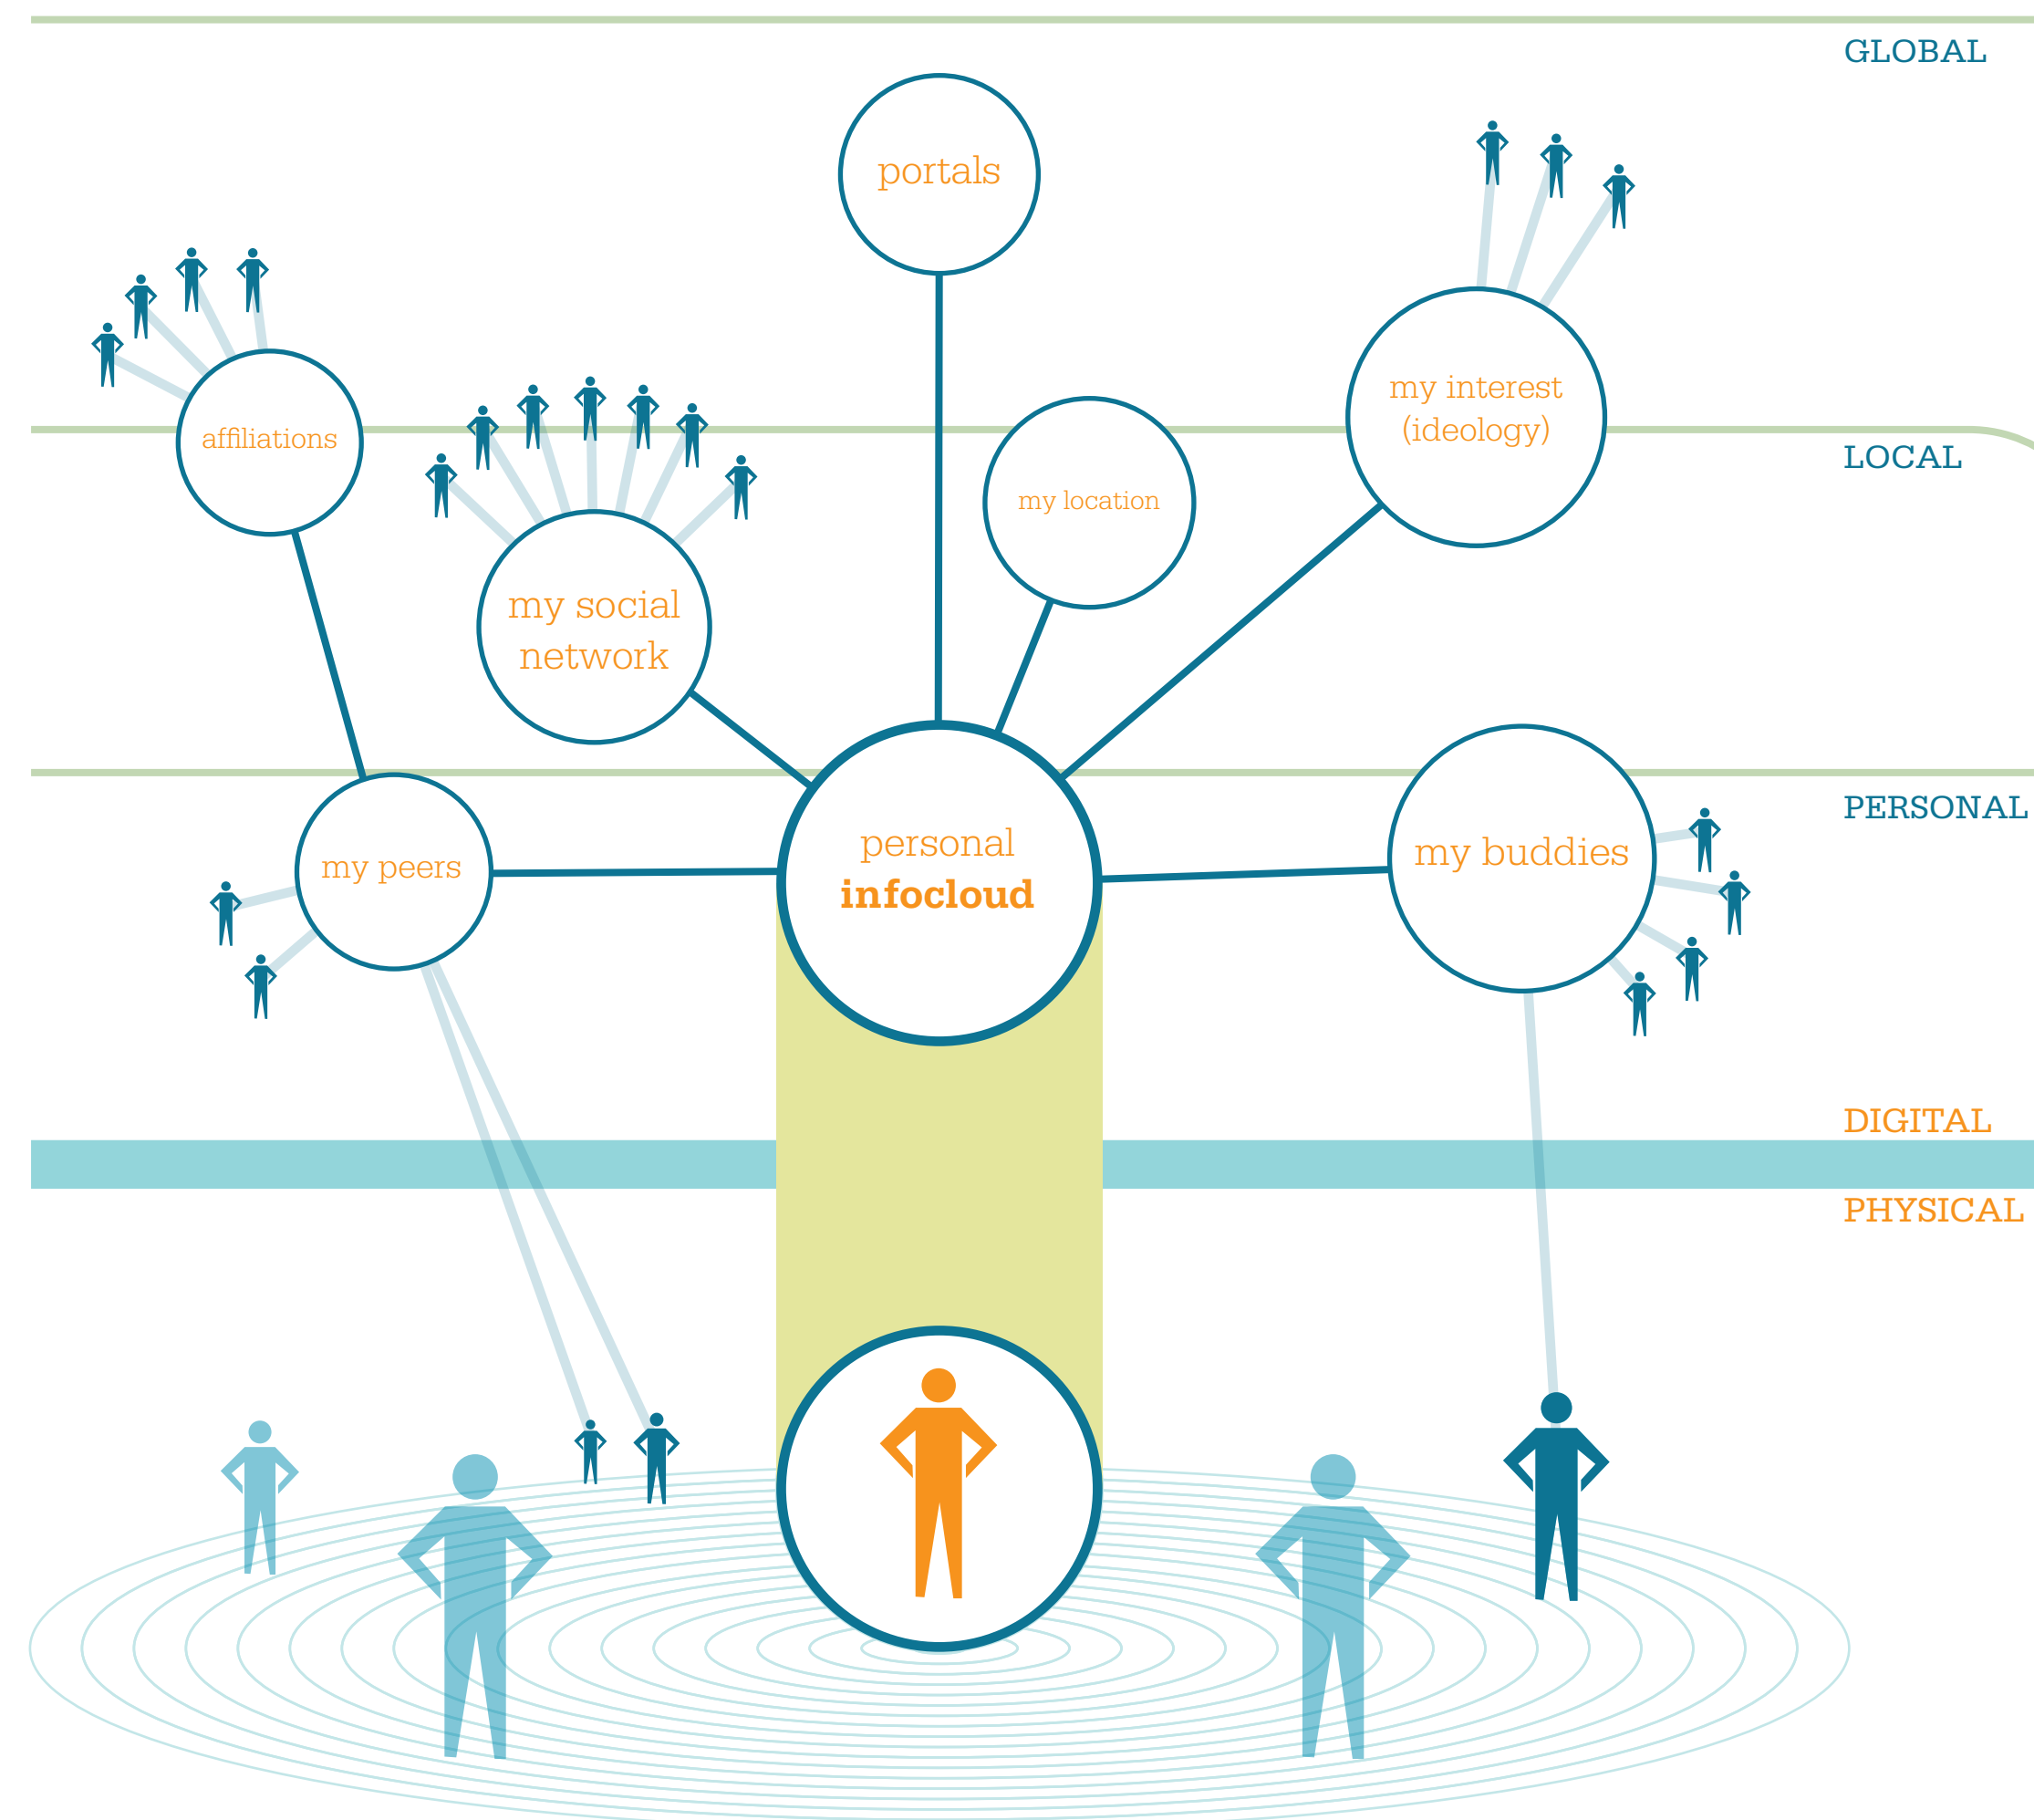 GLOBAL
portals
my interest
(ideology)
affiliations
LOCAL
my location
my social
network
PERSONAL
my peers
personal
infocloud
my buddies
DIGITAL
PHYSICAL